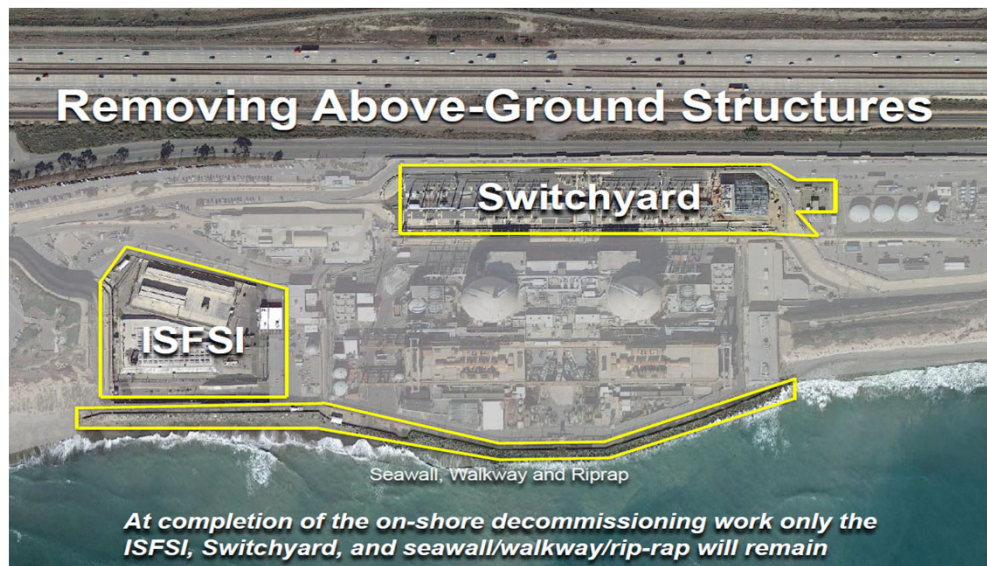 Removing Above-Ground Structures
Switchyard
ISFSI
Seawall, Walkway and Riprap
At completion of the on-shore decommissioning work only the
ISFSI, Switchyard, and seawall/walkway/rip-rap will remain